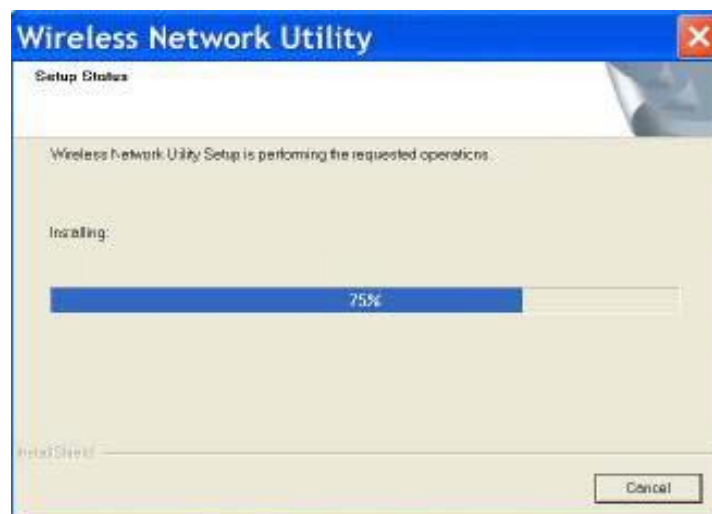 Wireless Network Utility
Setup Status
Wireless Network Utility Setup is performing the requested operations.
Installing:
75%
InstallShield
Cancel